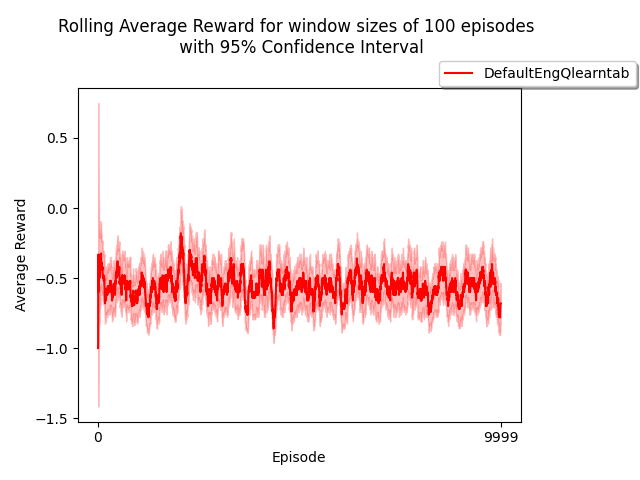 Rolling Average Reward for window sizes of 100 episodes
with 95% Confidence Interval
DefaultEngQlearntab
Average Reward
0.5
0.0
−0.5
−1.0
−1.5
0
9999
Episode